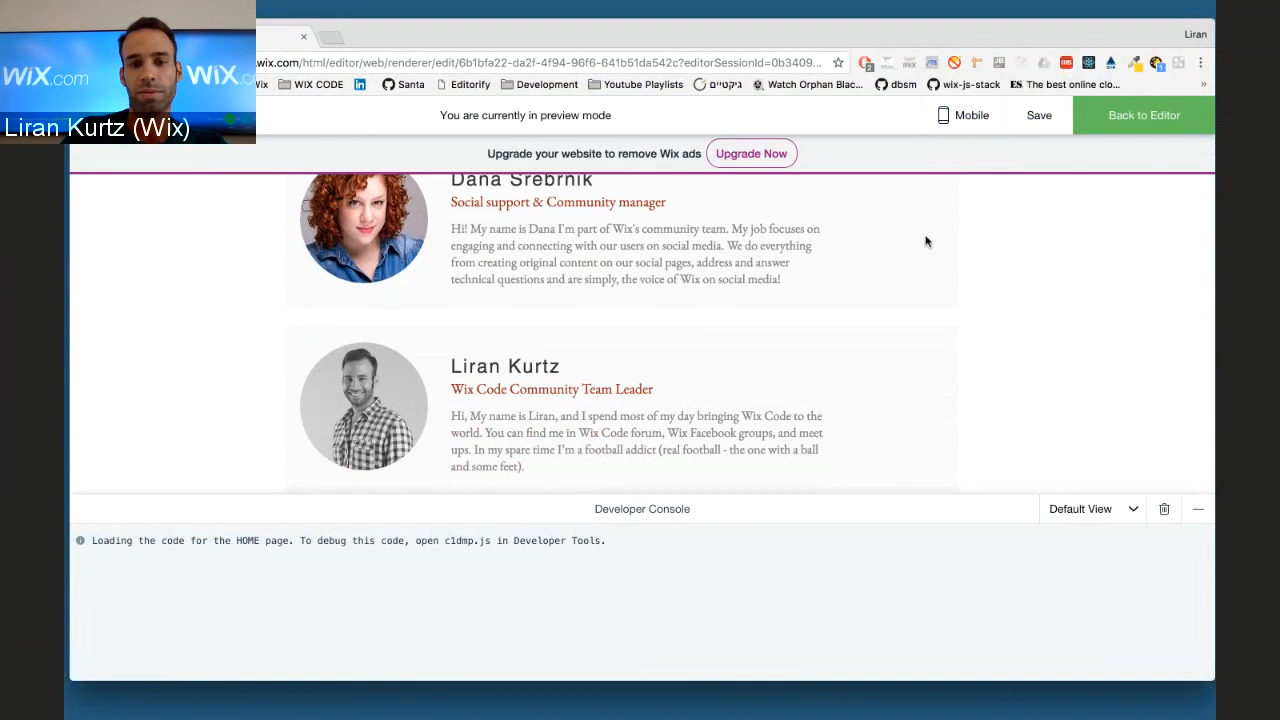 WiX.com
WiX.co
Liran Kurtz (Wix)
Liran
wix.com/html/editor/web/renderer/edit/6b1bfa22-da2f-4f94-96f6-641b51da542c?editorSessionId=0b3409...
Wix
WIX CODE
Santa
Editorify
Development
Youtube Playlists
גיקטיים
Watch Orphan Blac...
dbsm
wix-js-stack
ES The best online clo...
You are currently in preview mode
Mobile
Save
Back to Editor
Upgrade your website to remove Wix ads
Upgrade Now
Dana Srebrnik
Social support & Community manager
Hi! My name is Dana I'm part of Wix's community team. My job focuses on
engaging and connecting with our users on social media. We do everything
from creating original content on our social pages, address and answer
technical questions and are simply, the voice of Wix on social media!
Liran Kurtz
Wix Code Community Team Leader
Hi, My name is Liran, and I spend most of my day bringing Wix Code to the
world. You can find me in Wix Code forum, Wix Facebook groups, and meet
ups. In my spare time I'm a football addict (real football - the one with a ball
and some feet).
Developer Console
Default View
Loading the code for the HOME page. To debug this code, open c1dmp.js in Developer Tools.